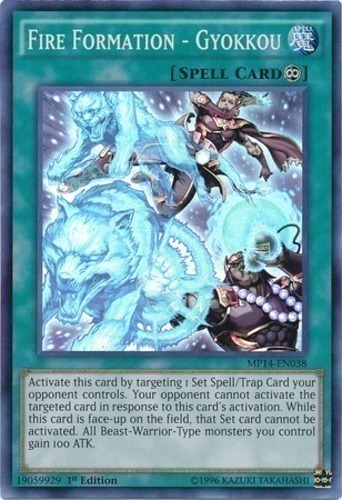 FIRE FORMATION - GYOKKOU
魔
[SPELL CARD]
MP14-EN038
Activate this card by targeting 1 Set Spell/Trap Card your
opponent controls. Your opponent cannot activate the
targeted card in response to this card's activation. While
this card is face-up on the field, that Set card cannot
be activated. All Beast-Warrior-Type monsters you control
gain 100 ATK.
19059929 1st Edition ©1996 KAZUKI TAKAHASHI